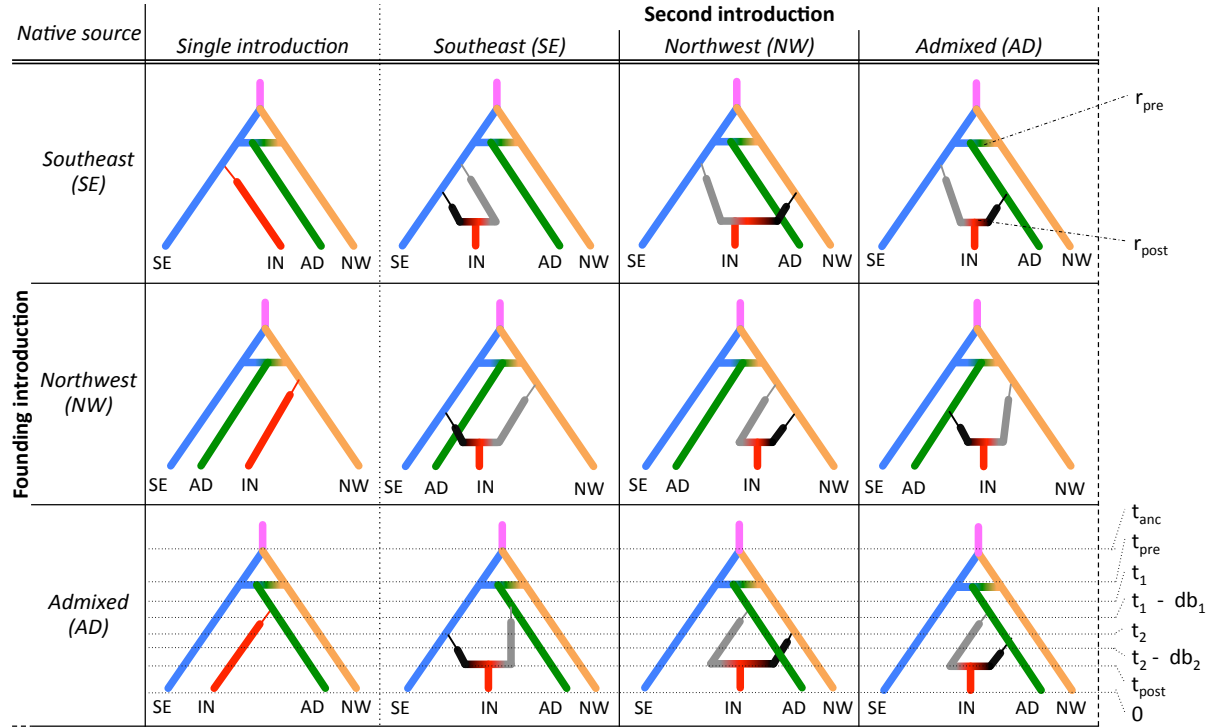 Second introduction
Native source
Single introduction
Southeast (SE)
Northwest (NW)
Admixed (AD)
Founding introduction
Southeast
(SE)
r_pre
r_post
SE IN AD NW
SE IN AD NW
SE IN AD NW
SE IN AD NW
Northwest
(NW)
SE AD IN NW
SE AD IN NW
SE AD IN NW
SE AD IN NW
Admixed
(AD)
t_anc
t_pre
t_1
t_1 - db_1
t_2
t_2 - db_2
t_post
0
SE IN AD NW
SE IN AD NW
SE IN AD NW
SE IN AD NW